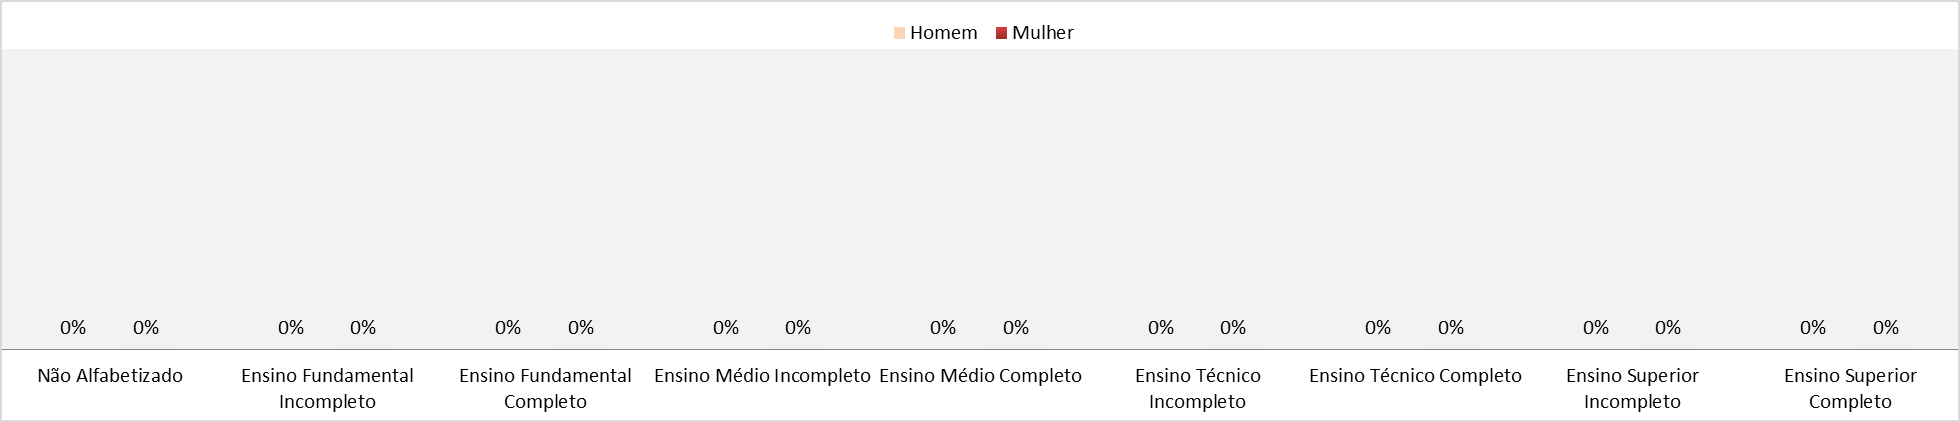 Homem Mulher
0% 0% 0% 0% 0% 0% 0% 0% 0% 0% 0% 0% 0% 0% 0% 0% 0% 0%
Não Alfabetizado
Ensino Fundamental
Incompleto
Ensino Fundamental
Completo
Ensino Médio Incompleto
Ensino Médio Completo
Ensino Técnico
Incompleto
Ensino Técnico Completo
Ensino Superior
Incompleto
Ensino Superior
Completo